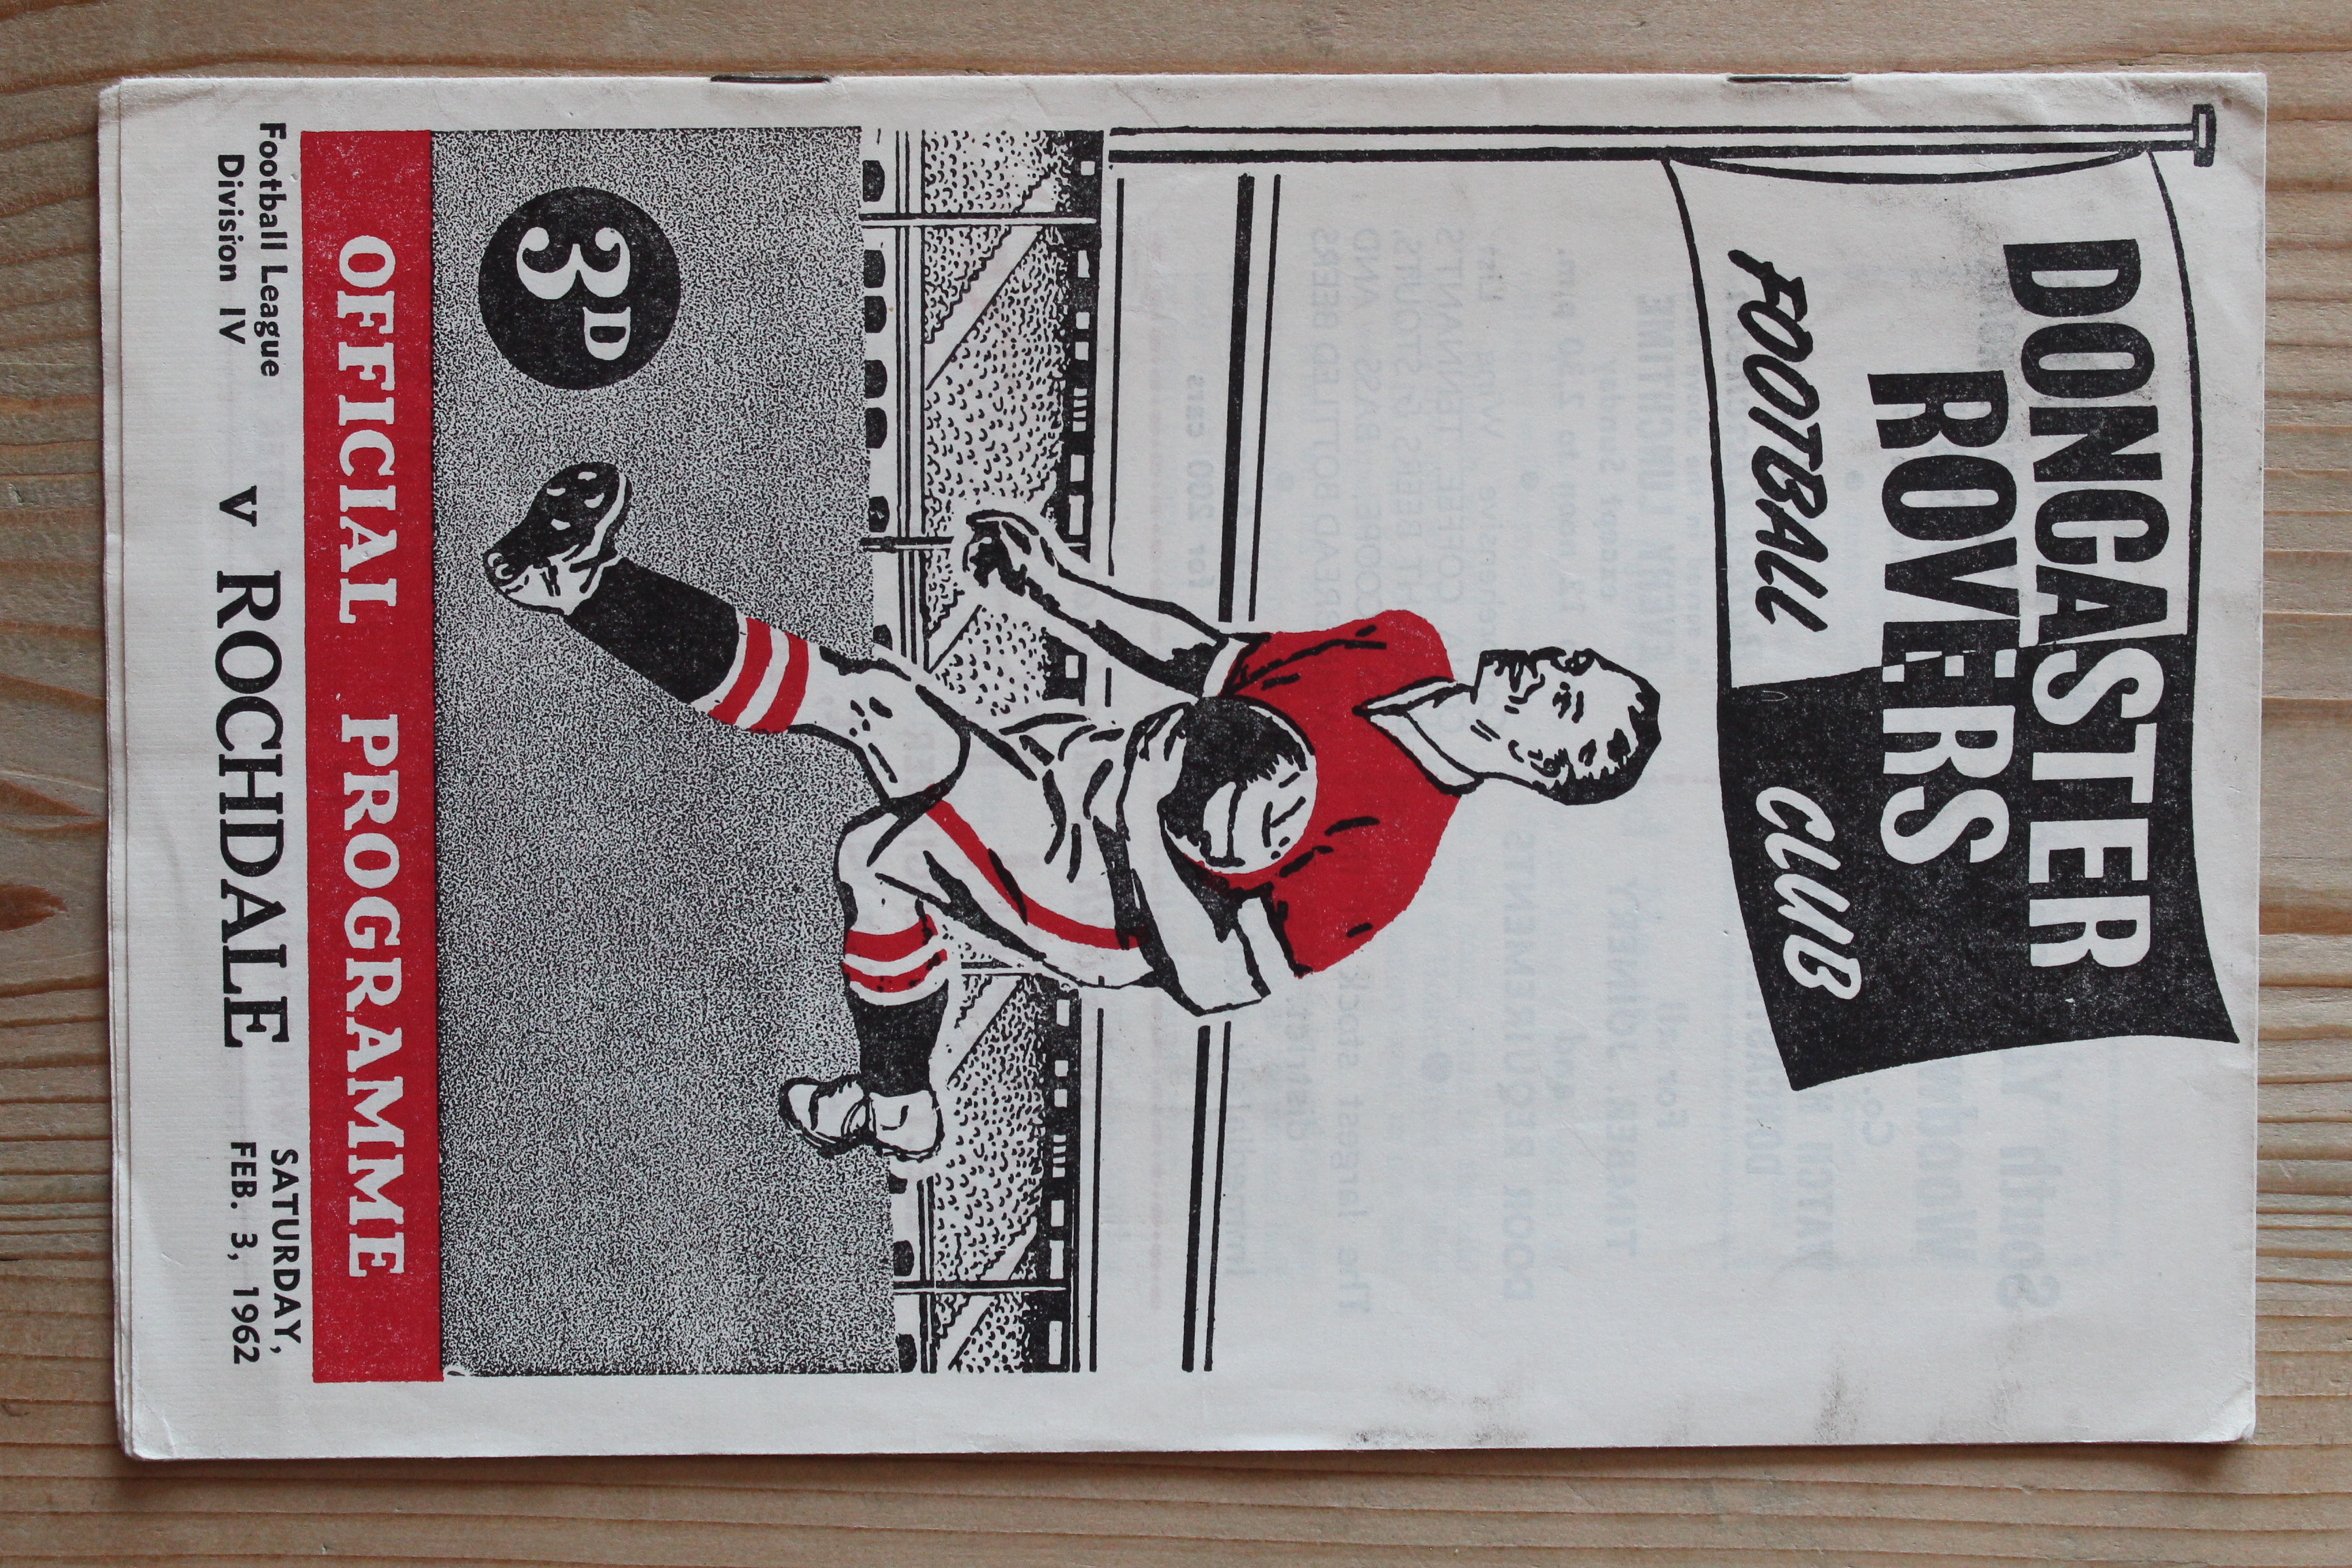 DONCASTER
ROVERS
FOOTBALL CLUB
3D
OFFICIAL PROGRAMME
Football League
Division IV
v ROCHDALE
SATURDAY,
FEB. 3, 1962